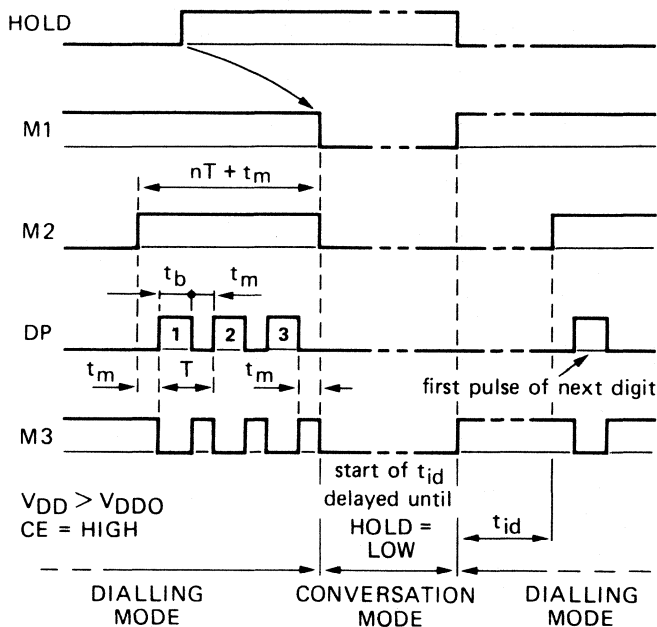 HOLD
M1
nT + tm
M2
tb
tm
DP
1
2
3
tm
T
tm
first pulse of next digit
M3
start of tid
delayed until
HOLD =
LOW
VDD > VDDO
CE = HIGH
tid
DIALLING
MODE
CONVERSATION
MODE
DIALLING
MODE